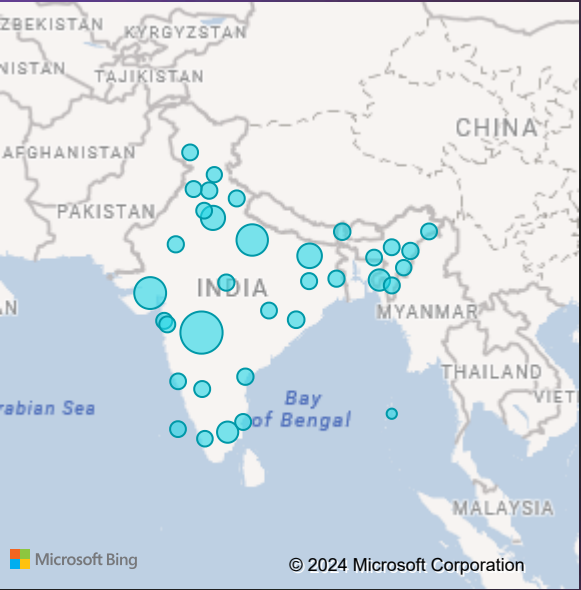 ZBEKISTAN
KYRGYZSTAN
NISTAN
TAJIKISTAN
CHINA
AFGHANISTAN
PAKISTAN
INDIA
AN
MYANMAR
THAILAND
VIET
Bay
of Bengal
rabian Sea
MALAYSIA
Microsoft Bing
© 2024 Microsoft Corporation